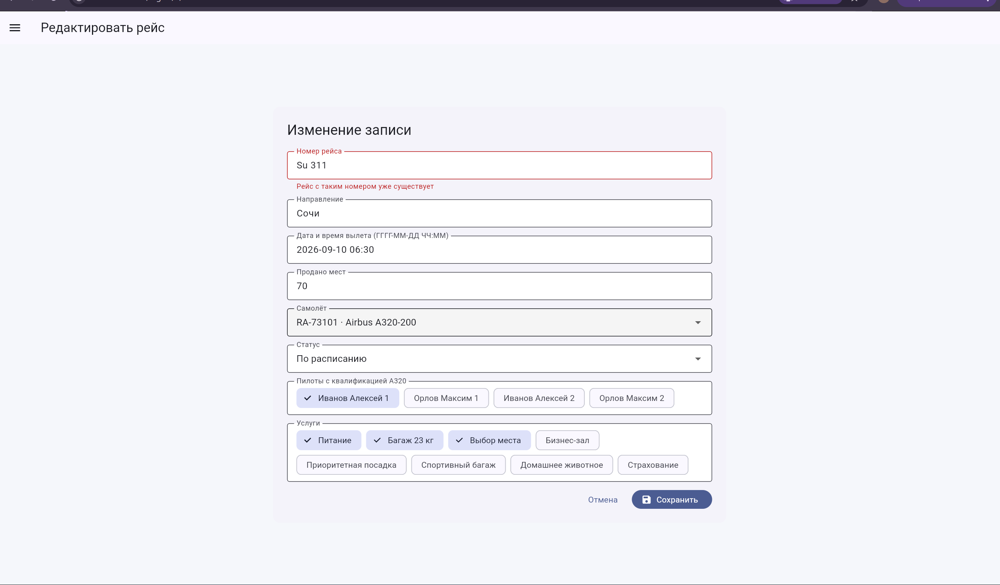 Редактировать рейс
Изменение записи
Номер рейса
Su 311
Рейс с таким номером уже существует
Направление
Сочи
Дата и время вылета (ГГГГ-ММ-ДД ЧЧ:ММ)
2026-09-10 06:30
Продано мест
70
Самолёт
RA-73101 · Airbus A320-200
Статус
По расписанию
Пилоты с квалификацией A320
Иванов Алексей 1 Орлов Максим 1 Иванов Алексей 2 Орлов Максим 2
Услуги
Питание Багаж 23 кг Выбор места Бизнес-зал
Приоритетная посадка Спортивный багаж Домашнее животное Страхование
Отмена Сохранить